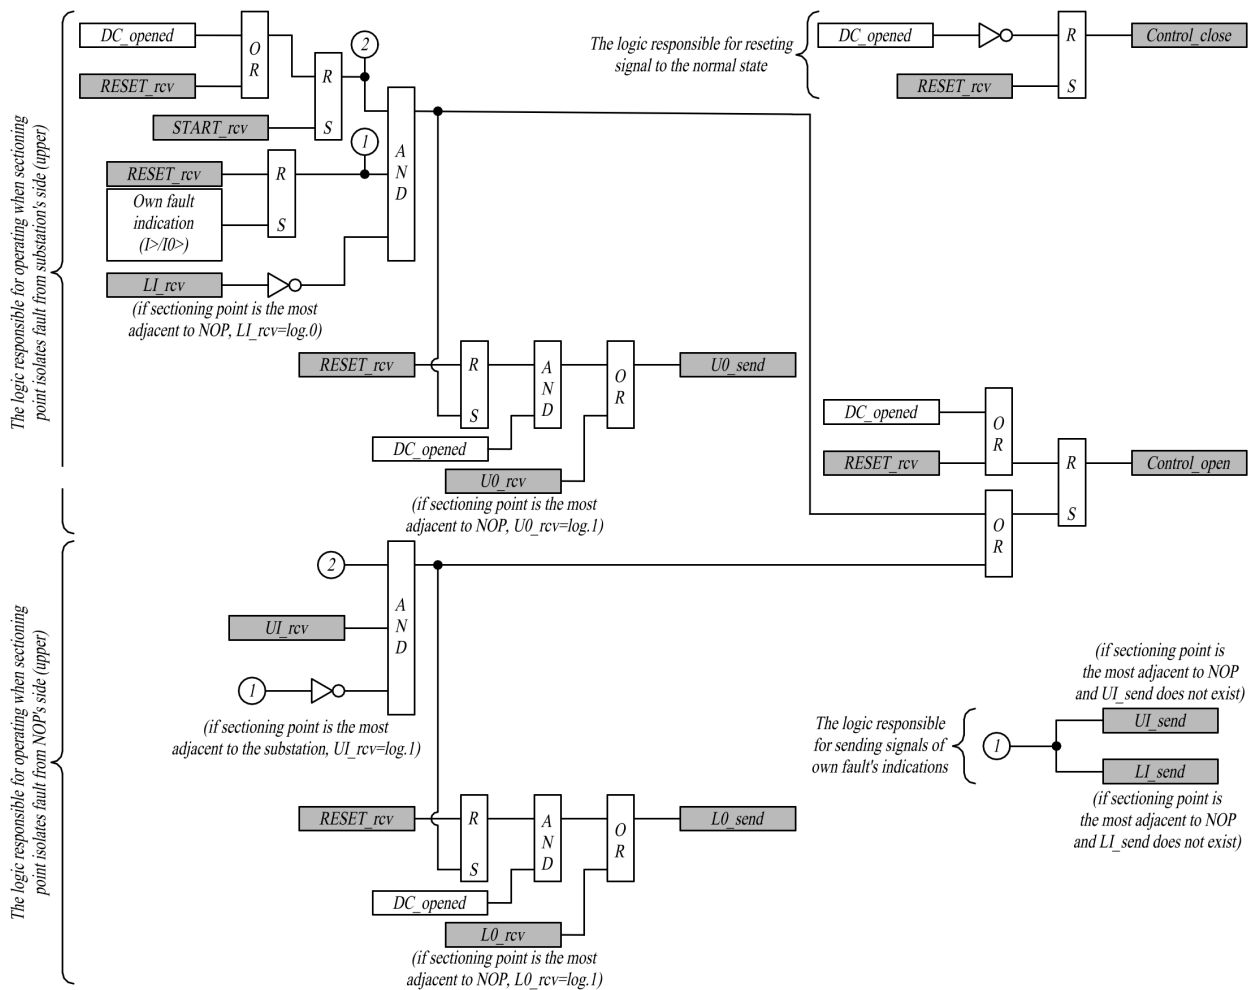 The logic responsible for operating when sectioning
point isolates fault from substation's side (upper)
DC_opened
RESET_rcv
O
R
START_rcv
R
S
2
1
RESET_rcv
Own fault
indication
(I>/I0>)
R
S
A
N
D
LI_rcv
(if sectioning point is the most
adjacent to NOP, LI_rcv=log.0)
RESET_rcv
R
S
A
N
D
O
R
U0_send
DC_opened
U0_rcv
(if sectioning point is the most
adjacent to NOP, U0_rcv=log.1)
The logic responsible for reseting
signal to the normal state
DC_opened
RESET_rcv
R
S
Control_close
DC_opened
RESET_rcv
O
R
O
R
R
S
Control_open
The logic responsible for operating when sectioning
point isolates fault from NOP's side (upper)
2
UI_rcv
1
A
N
D
(if sectioning point is the most
adjacent to the substation, UI_rcv=log.1)
RESET_rcv
R
S
A
N
D
O
R
L0_send
DC_opened
L0_rcv
(if sectioning point is the most
adjacent to NOP, L0_rcv=log.1)
The logic responsible
for sending signals of
own fault's indications
1
(if sectioning point is
the most adjacent to NOP
and UI_send does not exist)
UI_send
LI_send
(if sectioning point is
the most adjacent to NOP
and LI_send does not exist)